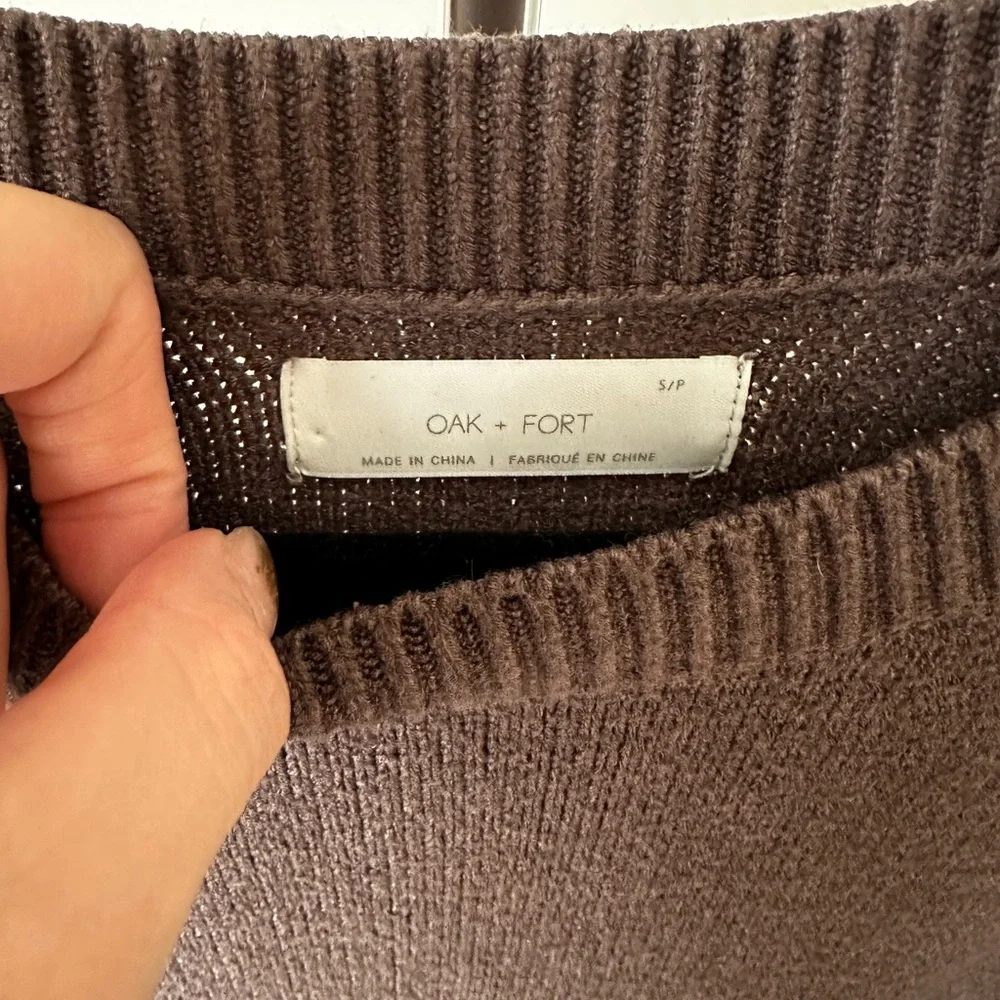 S/P
OAK + FORT
MADE IN CHINA | FABRIQUÉ EN CHINE